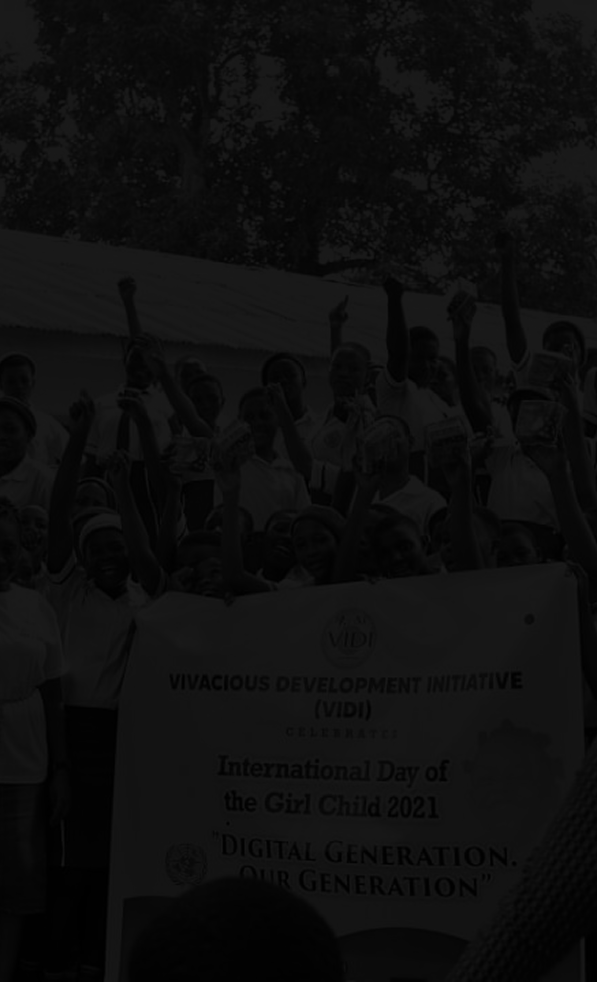 VIDI
VIVACIOUS DEVELOPMENT INITIATIVE
(VIDI)
CELEBRATES
International Day of
the Girl Child 2021
"DIGITAL GENERATION.
OUR GENERATION"